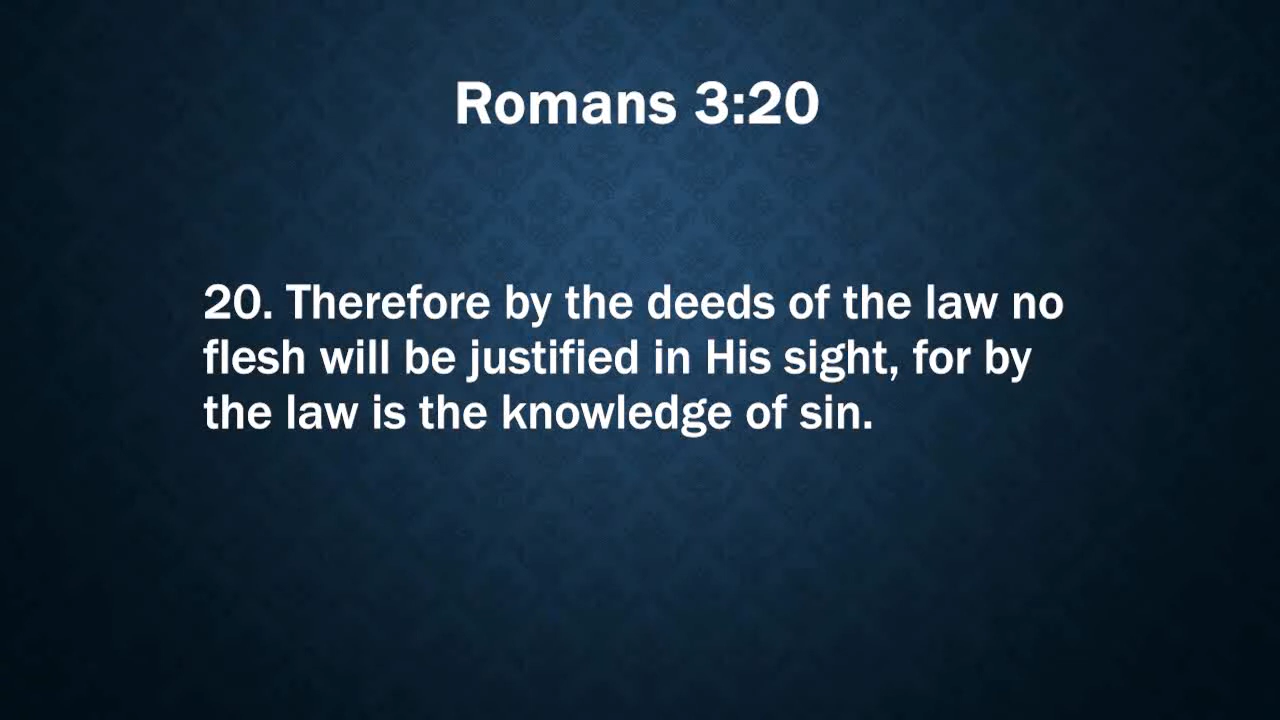 Romans 3:20
20. Therefore by the deeds of the law no
flesh will be justified in His sight, for by
the law is the knowledge of sin.